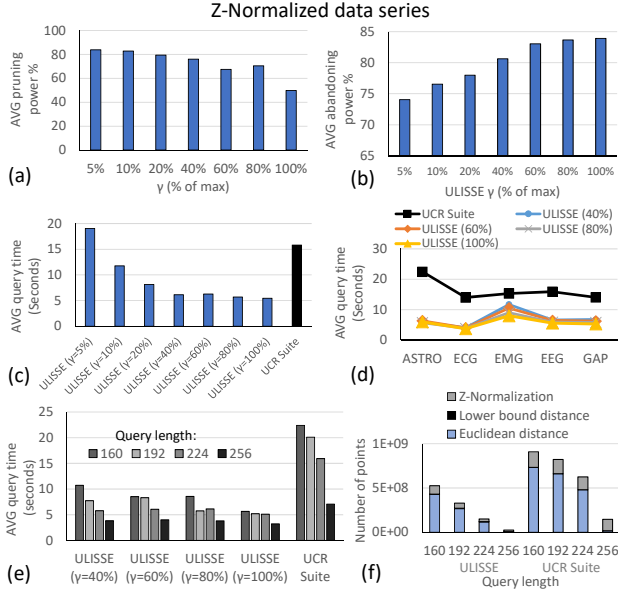 Z-Normalized data series
AVG pruning
power %
100
80
60
40
20
0
5% 10% 20% 40% 60% 80% 100%
γ (% of max)
(a)
AVG abandoning
power %
85
80
75
70
65
5% 10% 20% 40% 60% 80% 100%
ULISSE γ (% of max)
(b)
AVG query time
(Seconds)
20
15
10
5
0
ULISSE (γ=5%)
ULISSE (γ=10%)
ULISSE (γ=20%)
ULISSE (γ=40%)
ULISSE (γ=60%)
ULISSE (γ=80%)
ULISSE (γ=100%)
UCR Suite
(c)
UCR Suite ULISSE (40%)
ULISSE (60%) ULISSE (80%)
ULISSE (100%)
AVG query time
(Seconds)
30
20
10
0
ASTRO ECG EMG EEG GAP
(d)
AVG query time
(seconds)
25
20
15
10
5
0
Query length:
160 192 224 256
ULISSE ULISSE ULISSE ULISSE UCR
(γ=40%) (γ=60%) (γ=80%) (γ=100%) Suite
(e)
Z-Normalization
Lower bound distance
Euclidean distance
Number of points
1E+09
5E+08
0E+00
160 192 224 256 160 192 224 256
ULISSE UCR Suite
Query length
(f)